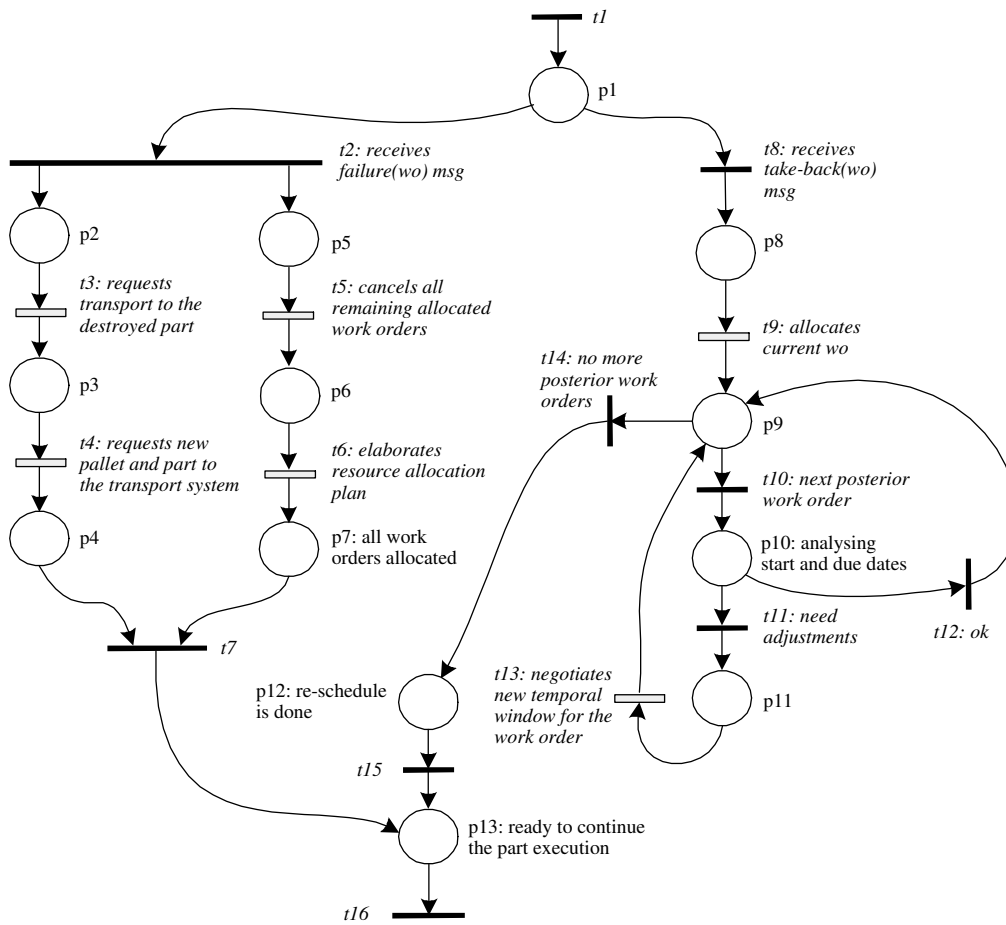 t1
p1
t2: receives
failure(wo) msg
t8: receives
take-back(wo)
msg
p2
p5
p8
t3: requests
transport to the
destroyed part
t5: cancels all
remaining allocated
work orders
t9: allocates
current wo
t14: no more
posterior work
orders
p3
p6
p9
t4: requests new
pallet and part to
the transport system
t6: elaborates
resource allocation
plan
t10: next posterior
work order
p4
p7: all work
orders allocated
p10: analysing
start and due dates
t11: need
adjustments
t12: ok
t7
t13: negotiates
new temporal
window for the
work order
p12: re-schedule
is done
p11
t15
p13: ready to continue
the part execution
t16